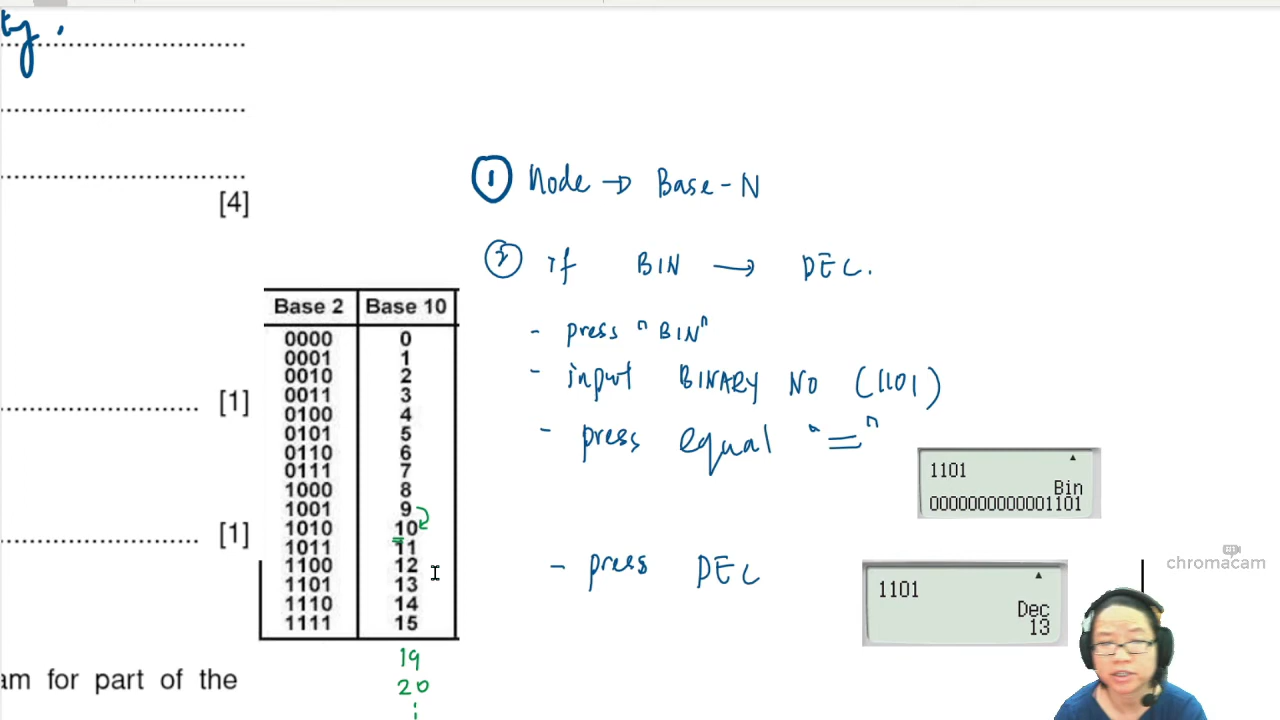 ty.
[4]
① Mode → Base-N
② if BIN → DEC.
Base 2 Base 10
0000 0
0001 1
0010 2
0011 3
0100 4
0101 5
0110 6
0111 7
1000 8
1001 9
1010 10
1011 11
1100 12
1101 13
1110 14
1111 15
19
20
[1]
[1]
- press "BIN"
- input BINARY NO (1101)
- press equal "="
1101
Bin
0000000000001101
- press DEC
1101
Dec
13
chromacam
am for part of the